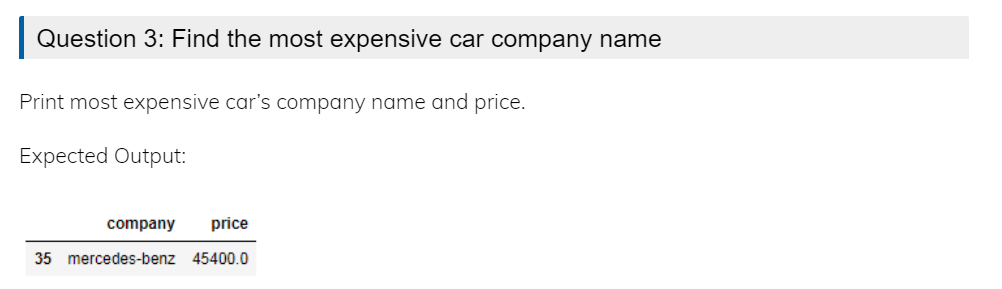 Question 3: Find the most expensive car company name
Print most expensive car’s company name and price.
Expected Output:
company price
35 mercedes-benz 45400.0